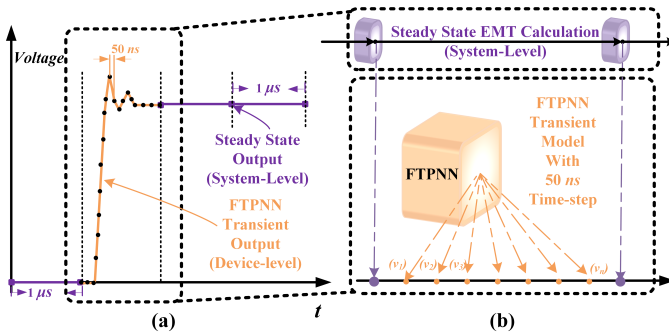 Voltage
50 ns
1 μs
Steady State
Output
(System-Level)
FTPNN
Transient
Output
(Device-level)
1 μs
t
(a)
Steady State EMT Calculation
(System-Level)
FTPNN
FTPNN
Transient
Model
With
50 ns
Time-step
(v₁) (v₂) (v₃) (vₙ)
(b)